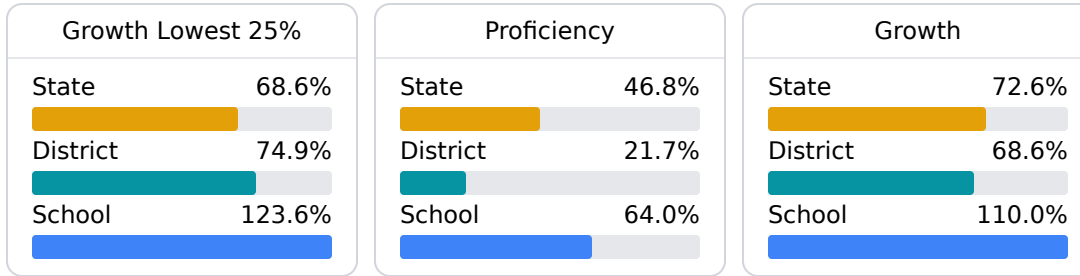 Growth Lowest 25%
State 68.6%
District 74.9%
School 123.6%
Proficiency
State 46.8%
District 21.7%
School 64.0%
Growth
State 72.6%
District 68.6%
School 110.0%